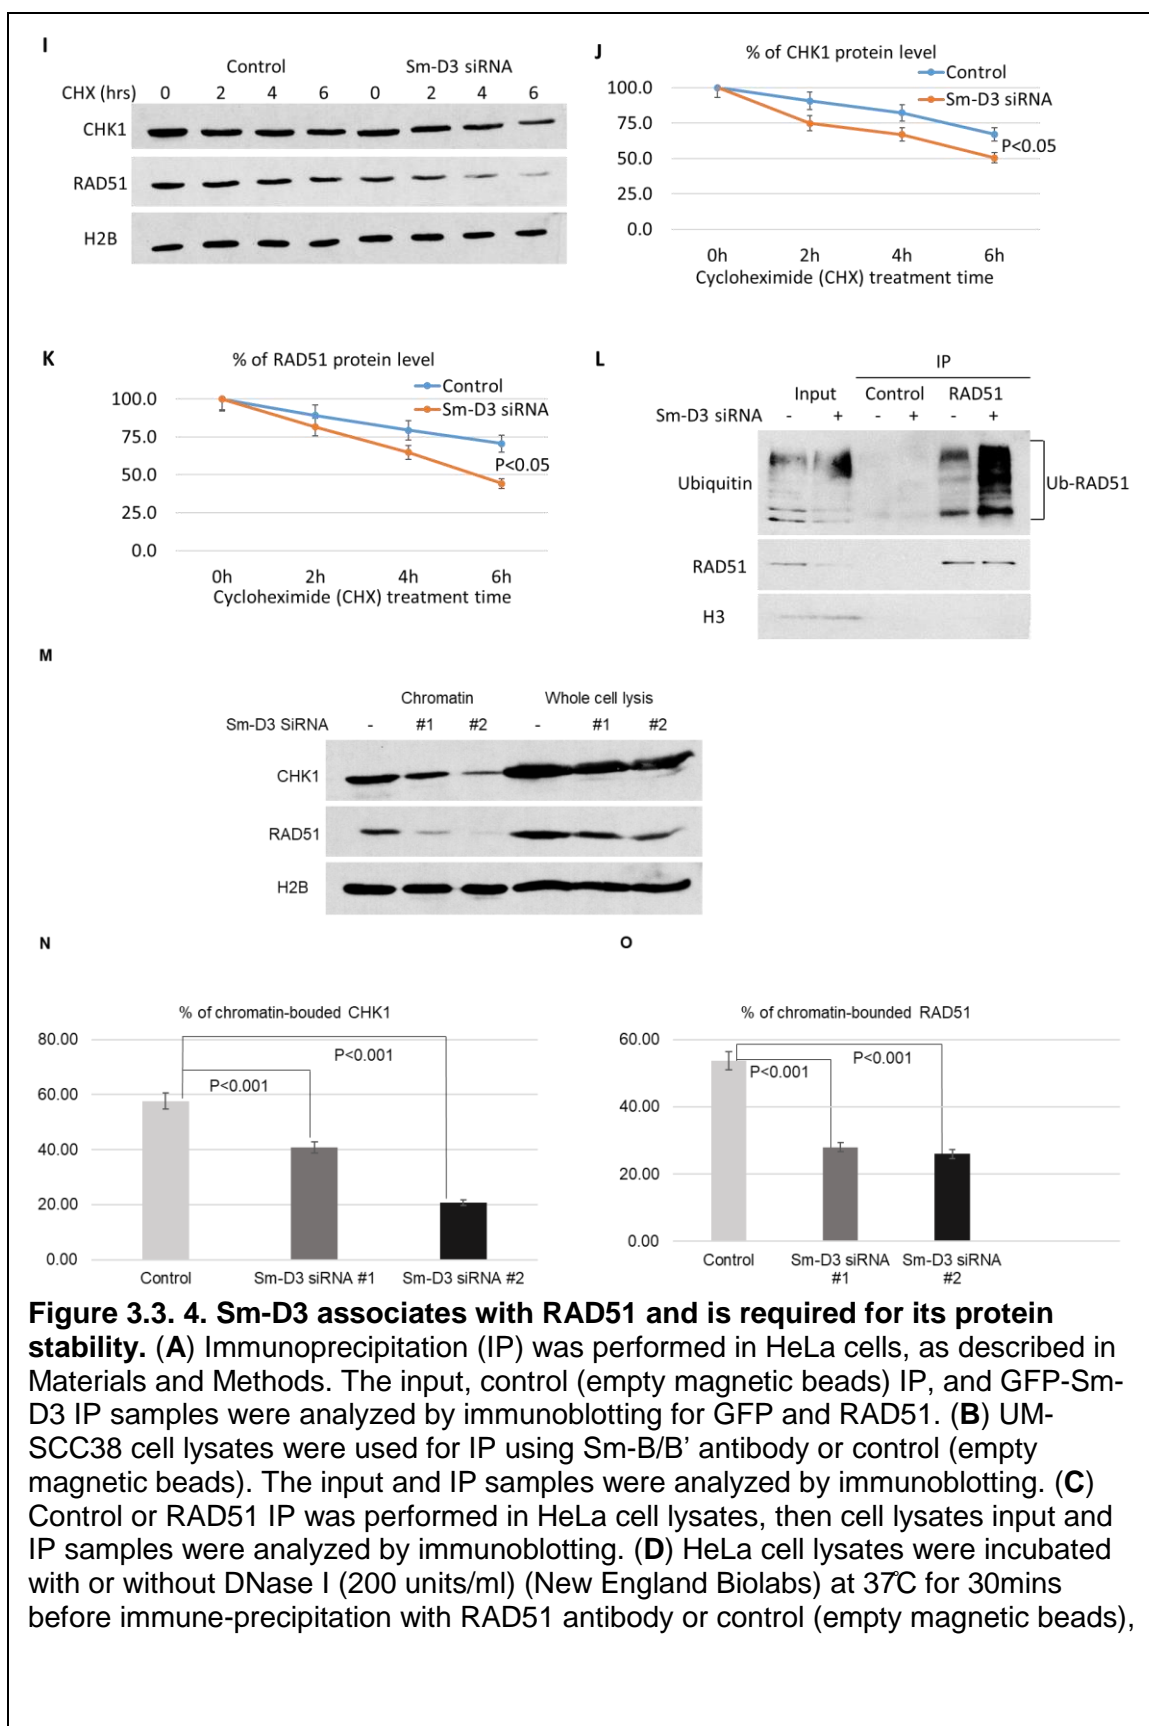 I
Control Sm-D3 siRNA
CHX (hrs) 0 2 4 6 0 2 4 6
CHK1
RAD51
H2B
J
% of CHK1 protein level
Control
Sm-D3 siRNA
100.0
75.0
50.0
25.0
0.0
P<0.05
0h 2h 4h 6h
Cycloheximide (CHX) treatment time
K
% of RAD51 protein level
Control
Sm-D3 siRNA
100.0
75.0
50.0
25.0
0.0
P<0.05
0h 2h 4h 6h
Cycloheximide (CHX) treatment time
L
IP
Input Control RAD51
Sm-D3 siRNA - + - + - +
Ubiquitin
Ub-RAD51
RAD51
H3
M
Chromatin Whole cell lysis
Sm-D3 SiRNA - #1 #2 - #1 #2
CHK1
RAD51
H2B
N
% of chromatin-bouded CHK1
80.00
60.00
40.00
20.00
0.00
P<0.001
P<0.001
Control Sm-D3 siRNA #1 Sm-D3 siRNA #2
O
% of chromatin-bounded RAD51
60.00
40.00
20.00
0.00
P<0.001
P<0.001
Control Sm-D3 siRNA Sm-D3 siRNA
#1 #2
Figure 3.3. 4. Sm-D3 associates with RAD51 and is required for its protein
stability. (A) Immunoprecipitation (IP) was performed in HeLa cells, as described in
Materials and Methods. The input, control (empty magnetic beads) IP, and GFP-Sm-
D3 IP samples were analyzed by immunoblotting for GFP and RAD51. (B) UM-
SCC38 cell lysates were used for IP using Sm-B/B’ antibody or control (empty
magnetic beads). The input and IP samples were analyzed by immunoblotting. (C)
Control or RAD51 IP was performed in HeLa cell lysates, then cell lysates input and
IP samples were analyzed by immunoblotting. (D) HeLa cell lysates were incubated
with or without DNase I (200 units/ml) (New England Biolabs) at 37℃ for 30mins
before immune-precipitation with RAD51 antibody or control (empty magnetic beads),